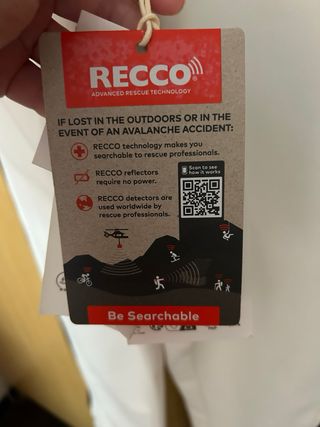 RECCO
ADVANCED RESCUE TECHNOLOGY
IF LOST IN THE OUTDOORS OR IN THE
EVENT OF AN AVALANCHE ACCIDENT:
RECCO technology makes you
searchable to rescue professionals.
Scan to see
how it works
RECCO reflectors
require no power.
RECCO detectors are
used worldwide by
rescue professionals.
Be Searchable